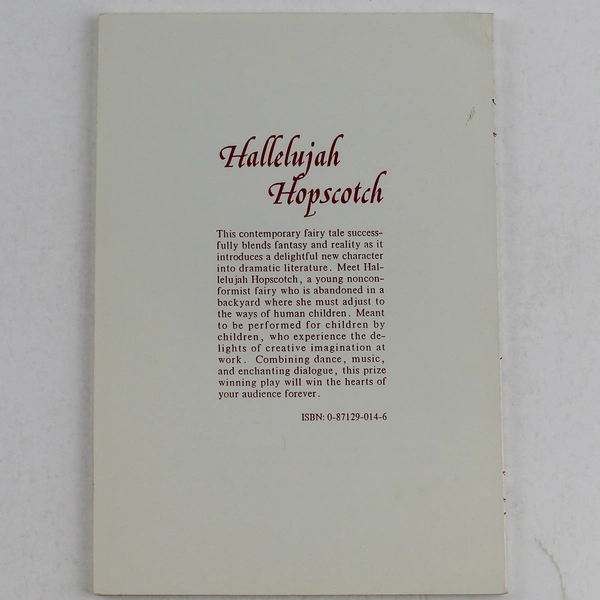 Hallelujah
Hopscotch
This contemporary fairy tale success-
fully blends fantasy and reality as it
introduces a delightful new character
into dramatic literature. Meet Hal-
lelujah Hopscotch, a young noncon-
formist fairy who is abandoned in a
backyard where she must adjust to
the ways of human children. Meant
to be performed for children by
children, who experience the de-
lights of creative imagination at
work. Combining dance, music,
and enchanting dialogue, this prize
winning play will win the hearts of
your audience forever.
ISBN: 0-87129-014-6